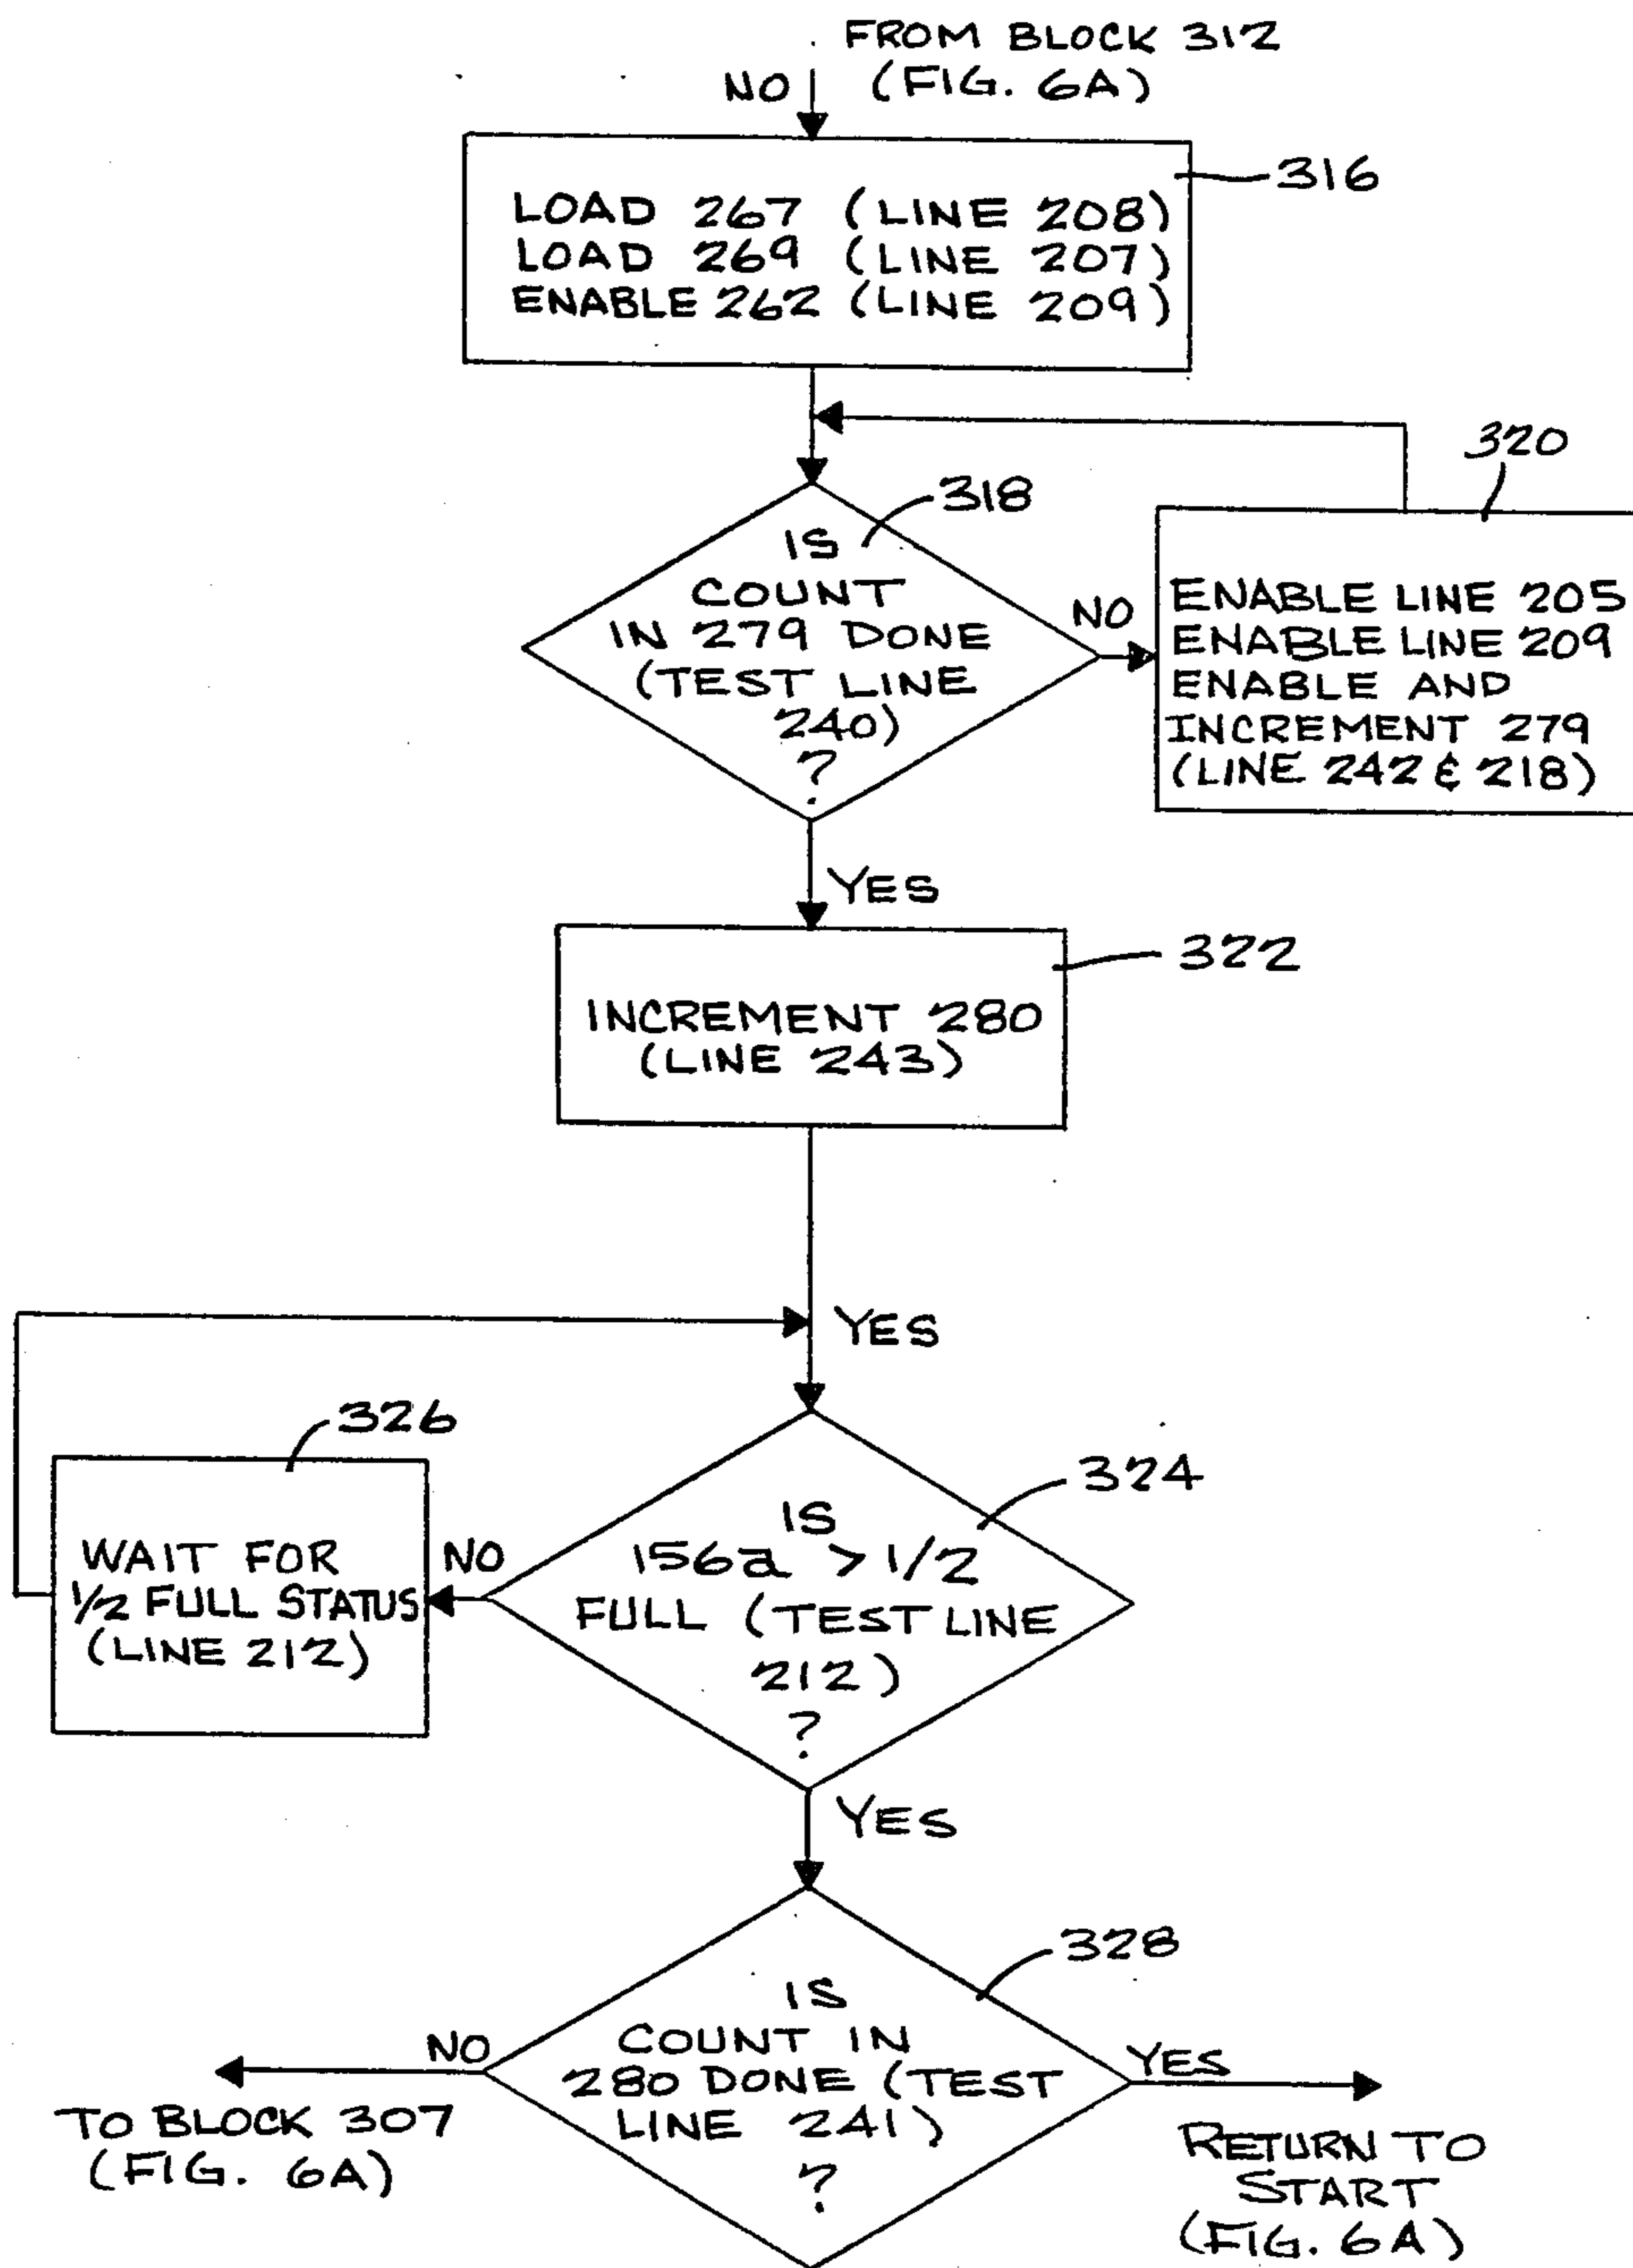 FROM BLOCK 312
(FIG. 6A)
NO
316
LOAD 267 (LINE 208)
LOAD 269 (LINE 207)
ENABLE 262 (LINE 209)
320
318
IS
COUNT
IN 279 DONE
(TEST LINE
240)
?
NO
ENABLE LINE 205
ENABLE LINE 209
ENABLE AND
INCREMENT 279
(LINE 242 & 218)
YES
322
INCREMENT 280
(LINE 243)
YES
326
324
IS
156a > 1/2
FULL (TEST LINE
212)
?
NO
WAIT FOR
1/2 FULL STATUS
(LINE 212)
YES
328
IS
COUNT IN
280 DONE (TEST
LINE 241)
?
NO
YES
TO BLOCK 307
(FIG. 6A)
RETURN TO
START
(FIG. 6A)